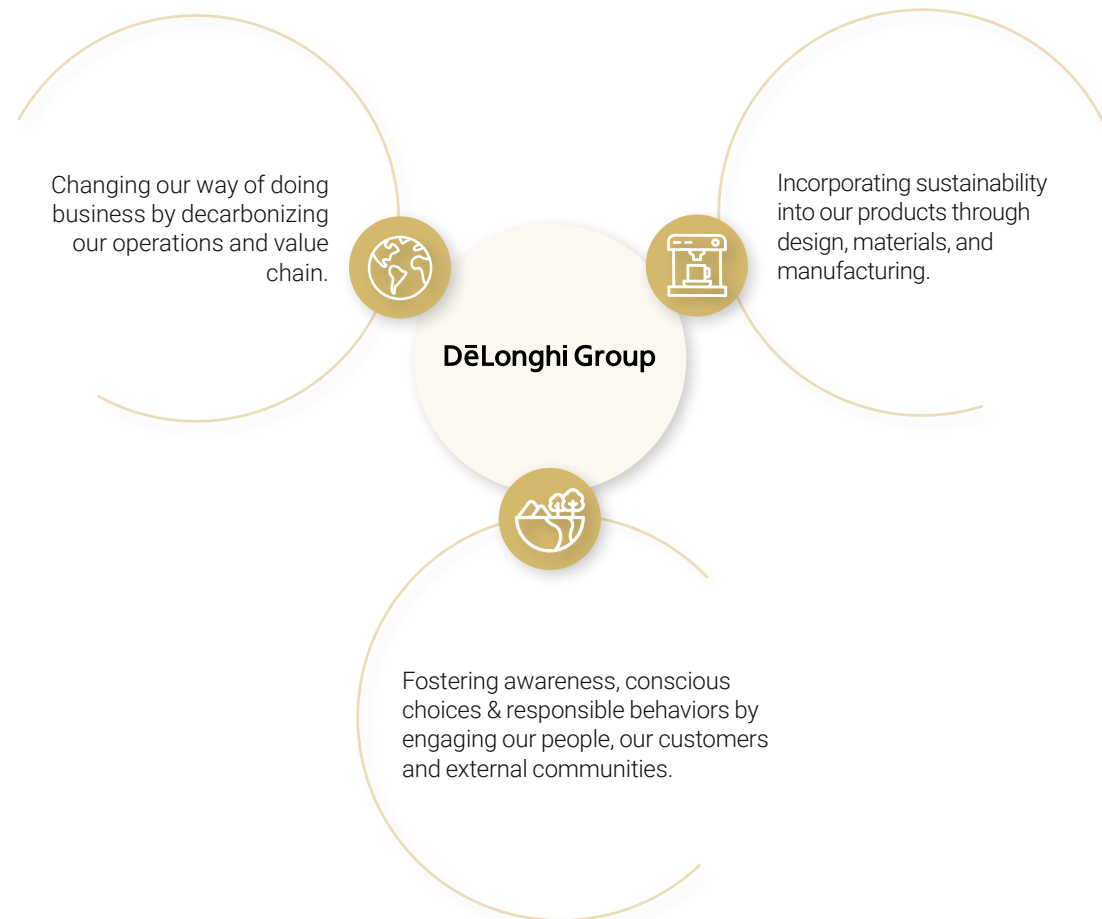 Changing our way of doing
business by decarbonizing
our operations and value
chain.
Incorporating sustainability
into our products through
design, materials, and
manufacturing.
DēLonghi Group
Fostering awareness, conscious
choices & responsible behaviors by
engaging our people, our customers
and external communities.